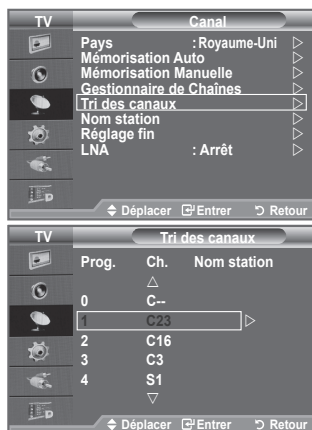 TV Canal
Pays : Royaume-Uni
Mémorisation Auto
Mémorisation Manuelle
Gestionnaire de Chaînes
Tri des canaux
Nom station
Réglage fin
LNA : Arrêt
Déplacer Entrer Retour
TV Tri des canaux
Prog. Ch. Nom station
0 C--
1 C23
2 C16
3 C3
4 S1
Déplacer Entrer Retour